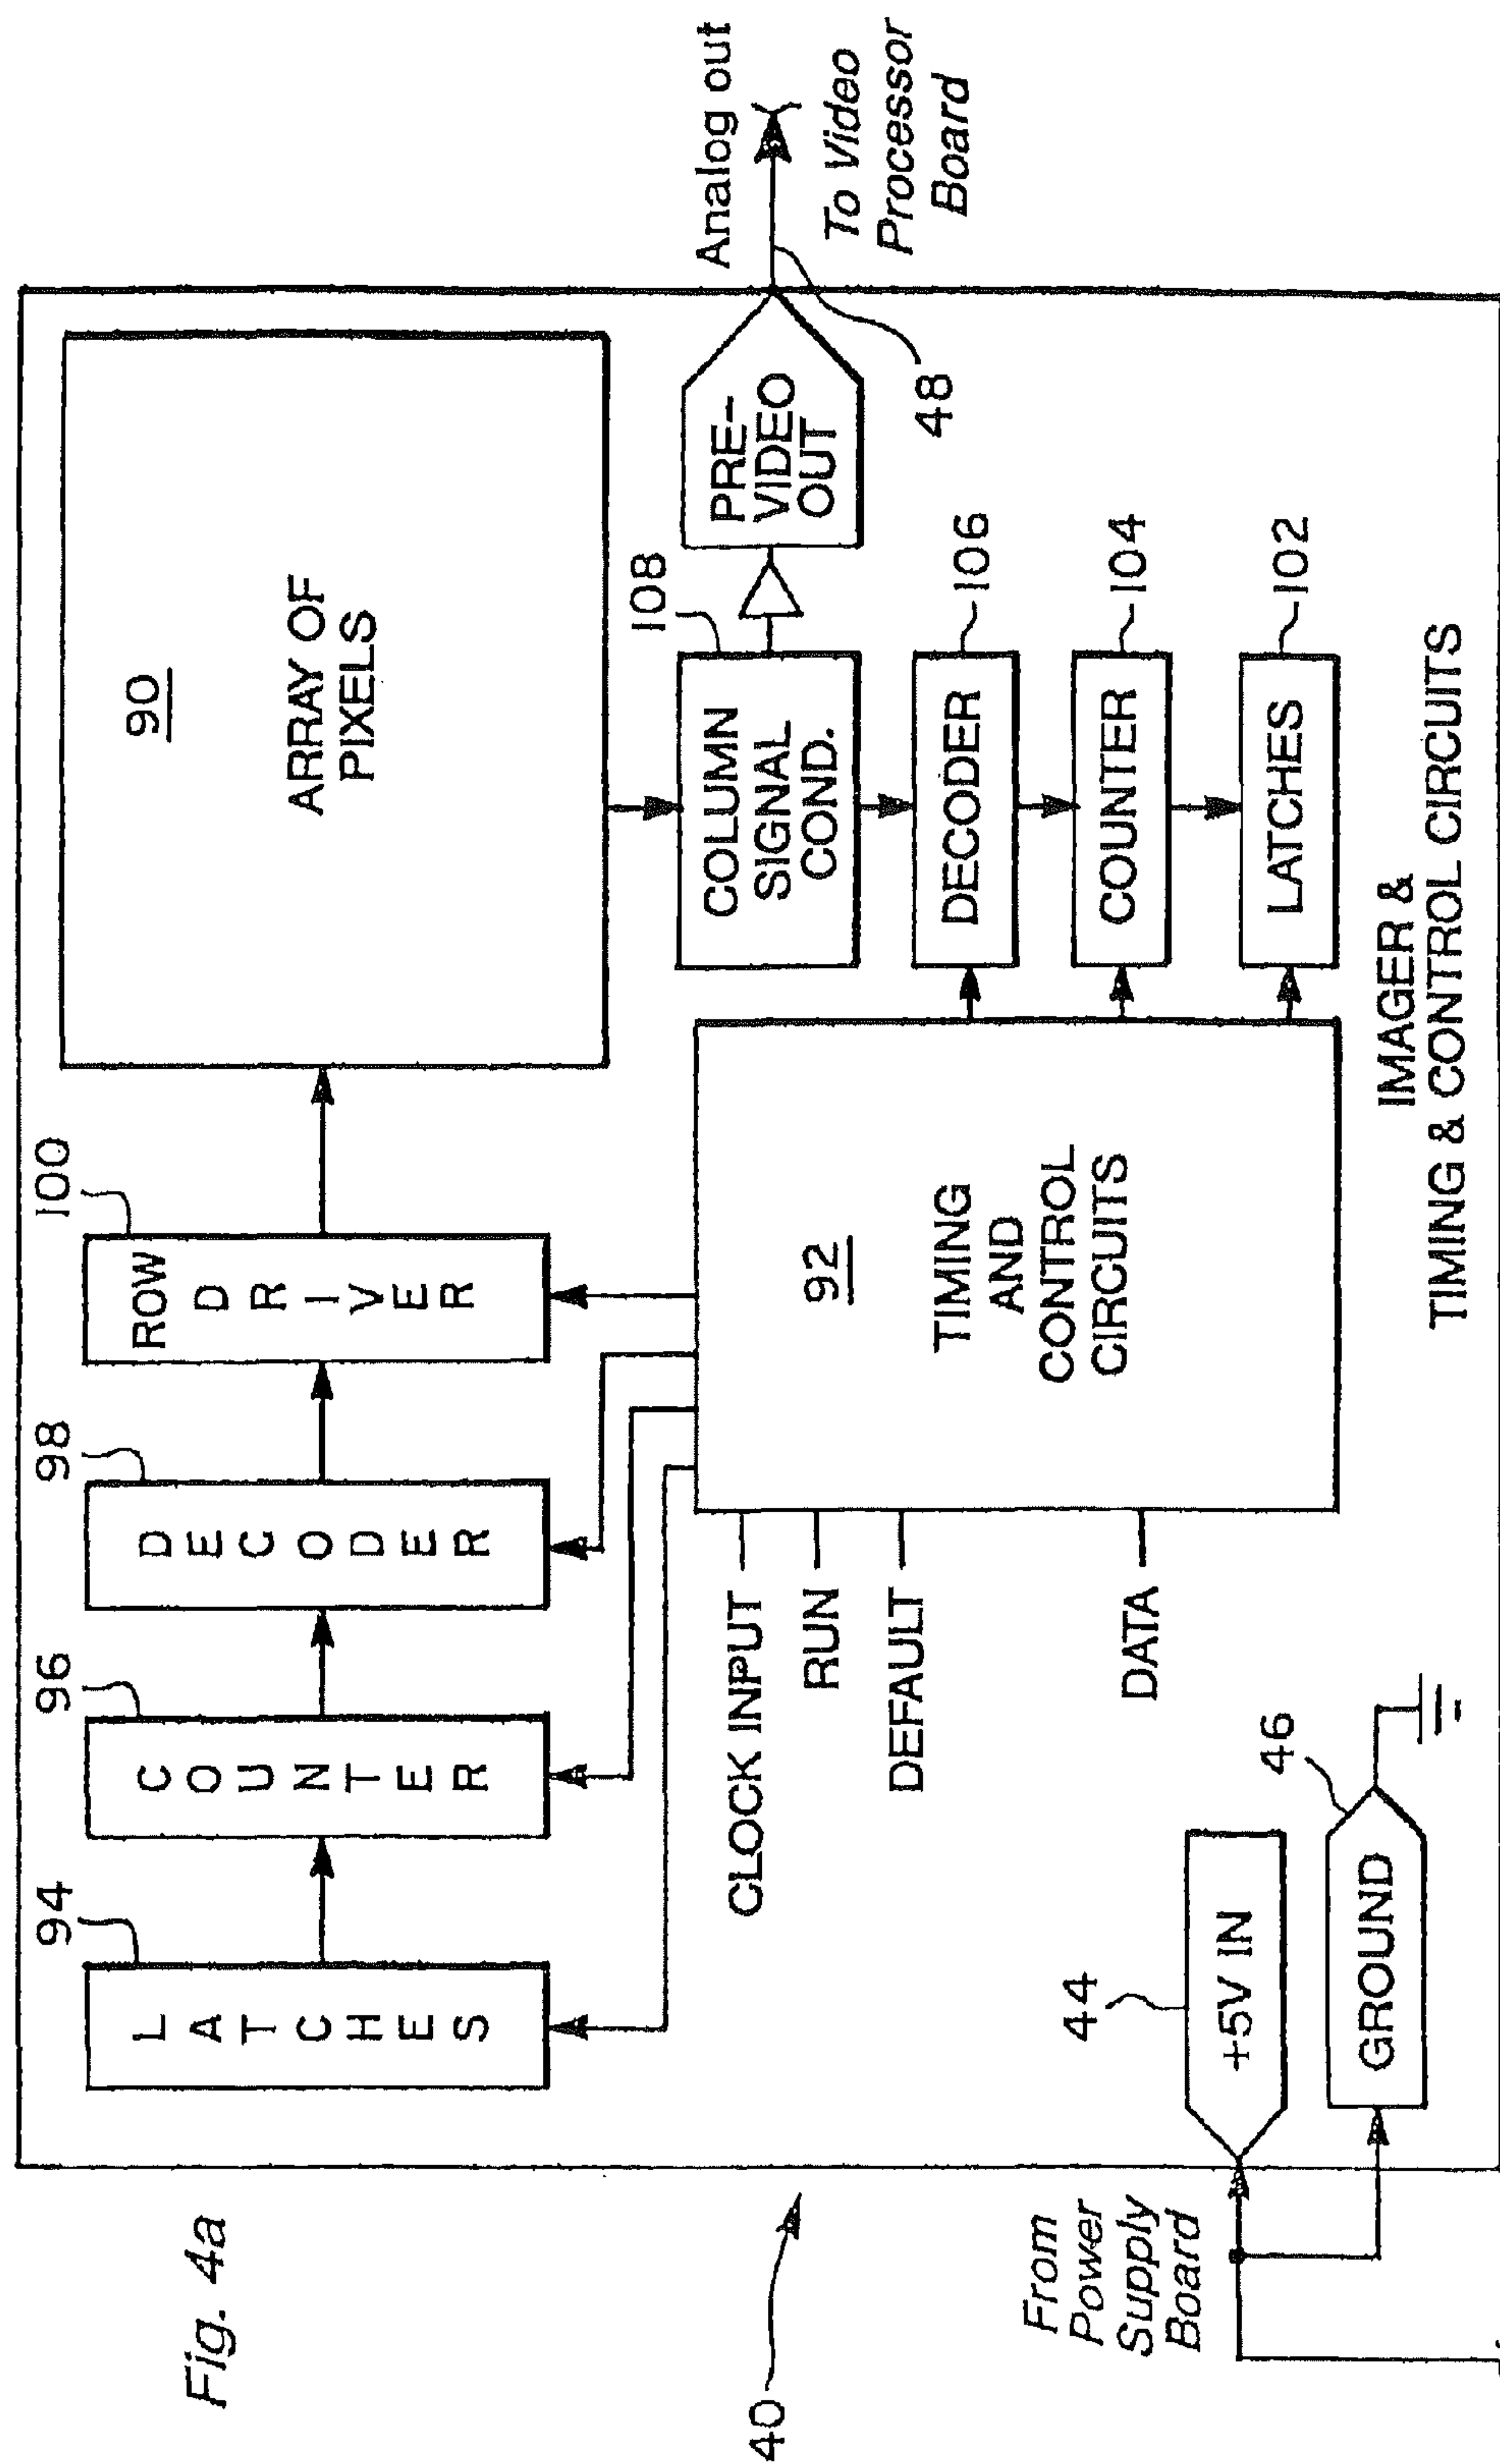 Fig. 4a
94
96
98
100
LATCHES
COUNTER
DECODER
ROW
DRIVER
90
ARRAY OF
PIXELS
108
COLUMN
SIGNAL
COND.
PRE-
VIDEO
OUT
Analog out
48
To Video
Processor
Board
40
CLOCK INPUT
RUN
DEFAULT
DATA
92
TIMING
AND
CONTROL
CIRCUITS
DECODER
106
COUNTER
104
LATCHES
102
From
Power
Supply
Board
44
+5V IN
46
GROUND
IMAGER &
TIMING & CONTROL CIRCUITS